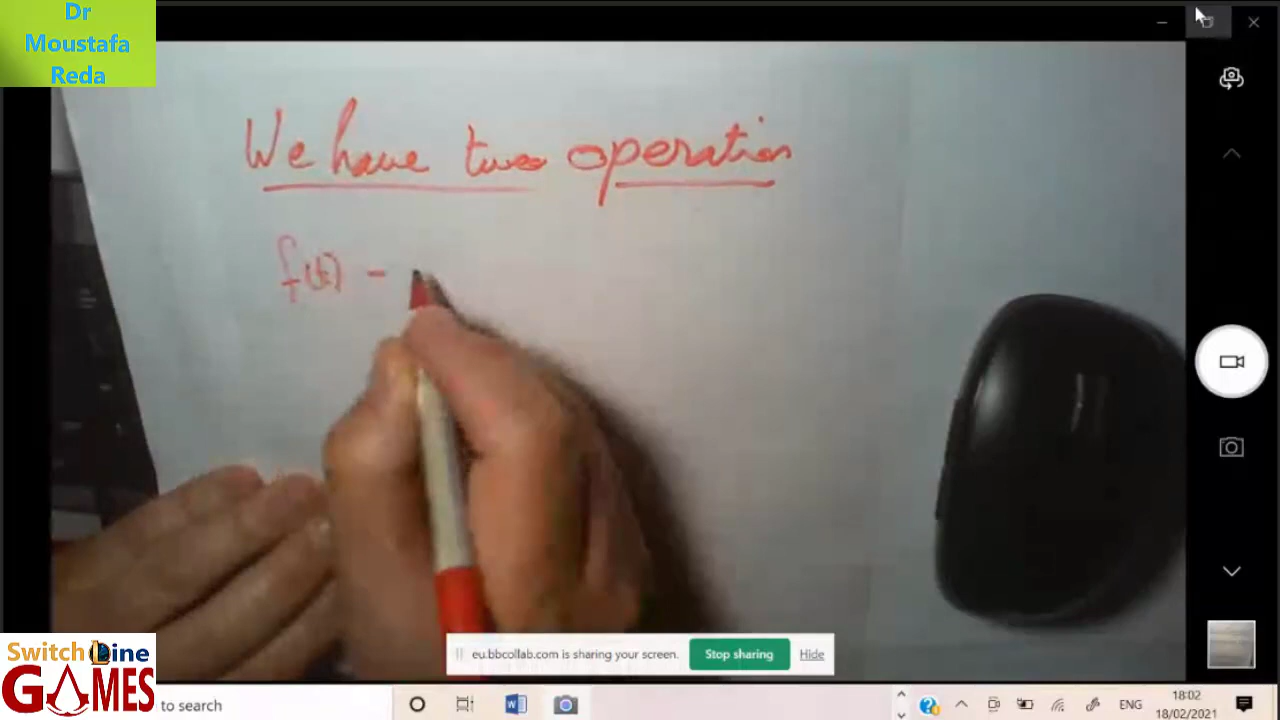 Dr
Moustafa
Reda
We have two operation
f(t) -
eu.bbcollab.com is sharing your screen. Stop sharing Hide
Switch Line
GAMES
to search
ENG
18:02
18/02/2021